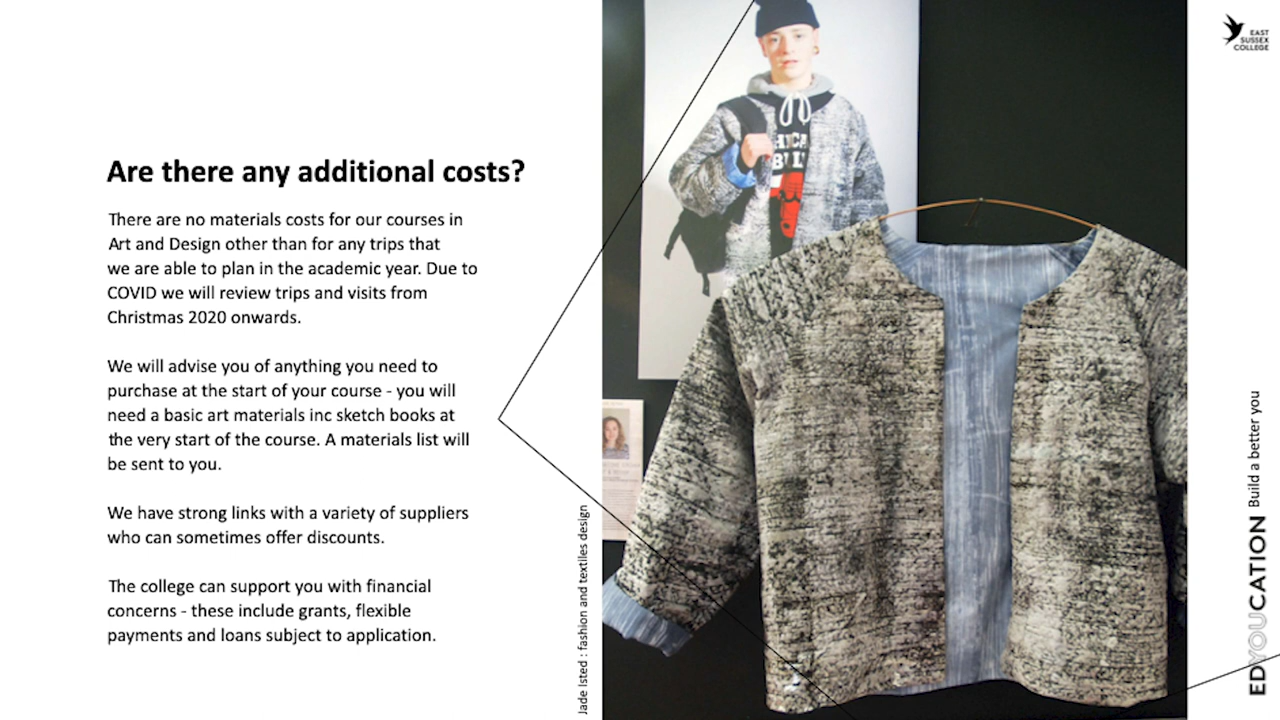 Are there any additional costs?
There are no materials costs for our courses in
Art and Design other than for any trips that
we are able to plan in the academic year. Due to
COVID we will review trips and visits from
Christmas 2020 onwards.
We will advise you of anything you need to
purchase at the start of your course - you will
need a basic art materials inc sketch books at
the very start of the course. A materials list will
be sent to you.
We have strong links with a variety of suppliers
who can sometimes offer discounts.
The college can support you with financial
concerns - these include grants, flexible
payments and loans subject to application.
Jade Isted : fashion and textiles design
EAST
SUSSEX
COLLEGE
EDYOUCATION Build a better you